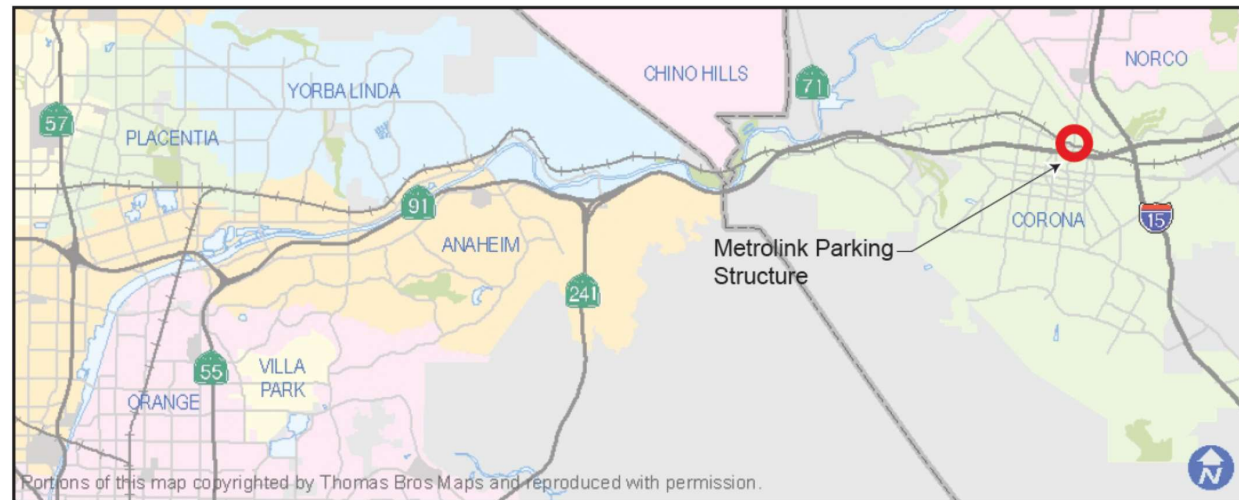 CHINO HILLS
NORCO
71
YORBA LINDA
57
PLACENTIA
91
15
CORONA
ANAHEIM
Metrolink Parking
Structure
241
VILLA
PARK
55
ORANGE
N
Portions of this map copyrighted by Thomas Bros Maps and reproduced with permission.